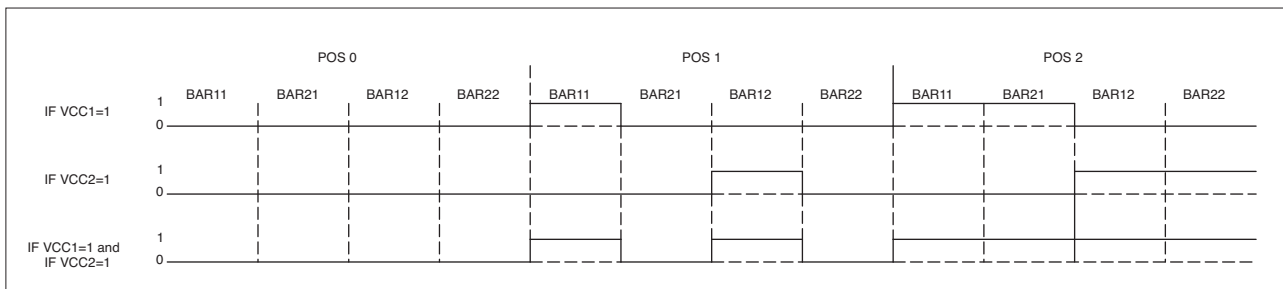 POS 0 POS 1 POS 2
BAR11 BAR21 BAR12 BAR22 BAR11 BAR21 BAR12 BAR22 BAR11 BAR21 BAR12 BAR22
IF VCC1=1 1
0
IF VCC2=1 1
0
IF VCC1=1 and 1
IF VCC2=1 0